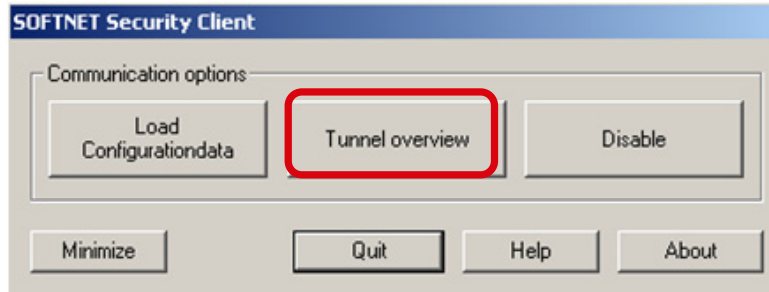 SOFTNET Security Client
Communication options
Load
Configurationdata
Tunnel overview
Disable
Minimize
Quit
Help
About